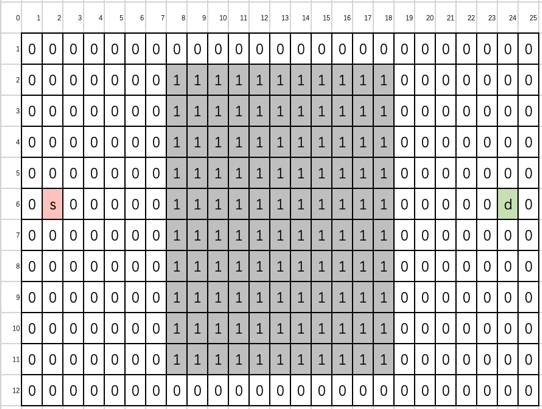 0 1 2 3 4 5 6 7 8 9 10 11 12 13 14 15 16 17 18 19 20 21 22 23 24 25
1 0 0 0 0 0 0 0 0 0 0 0 0 0 0 0 0 0 0 0 0 0 0 0 0 0
2 0 0 0 0 0 0 0 1 1 1 1 1 1 1 1 1 1 1 0 0 0 0 0 0 0
3 0 0 0 0 0 0 0 1 1 1 1 1 1 1 1 1 1 1 0 0 0 0 0 0 0
4 0 0 0 0 0 0 0 1 1 1 1 1 1 1 1 1 1 1 0 0 0 0 0 0 0
5 0 0 0 0 0 0 0 1 1 1 1 1 1 1 1 1 1 1 0 0 0 0 0 0 0
6 0 s 0 0 0 0 0 1 1 1 1 1 1 1 1 1 1 1 0 0 0 0 0 d 0
7 0 0 0 0 0 0 0 1 1 1 1 1 1 1 1 1 1 1 0 0 0 0 0 0 0
8 0 0 0 0 0 0 0 1 1 1 1 1 1 1 1 1 1 1 0 0 0 0 0 0 0
9 0 0 0 0 0 0 0 1 1 1 1 1 1 1 1 1 1 1 0 0 0 0 0 0 0
10 0 0 0 0 0 0 0 1 1 1 1 1 1 1 1 1 1 1 0 0 0 0 0 0 0
11 0 0 0 0 0 0 0 1 1 1 1 1 1 1 1 1 1 1 0 0 0 0 0 0 0
12 0 0 0 0 0 0 0 0 0 0 0 0 0 0 0 0 0 0 0 0 0 0 0 0 0